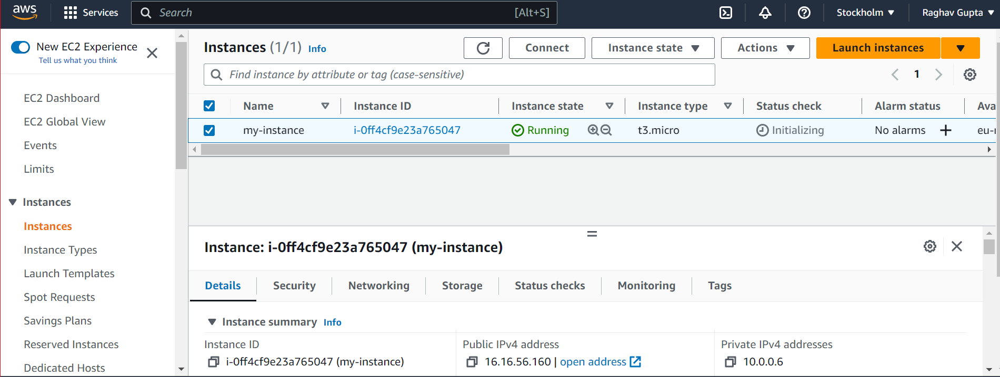 aws
Services
Search
[Alt+S]
Stockholm
Raghav Gupta
New EC2 Experience
Tell us what you think
EC2 Dashboard
EC2 Global View
Events
Limits
Instances
Instances
Instance Types
Launch Templates
Spot Requests
Savings Plans
Reserved Instances
Dedicated Hosts
Instances (1/1) Info
Connect
Instance state
Actions
Launch instances
Find instance by attribute or tag (case-sensitive)
1
Name Instance ID Instance state Instance type Status check Alarm status Ava
my-instance i-0ff4cf9e23a765047 Running t3.micro Initializing No alarms eu-
Instance: i-0ff4cf9e23a765047 (my-instance)
Details Security Networking Storage Status checks Monitoring Tags
Instance summary Info
Instance ID
i-0ff4cf9e23a765047 (my-instance)
Public IPv4 address
16.16.56.160 | open address
Private IPv4 addresses
10.0.0.6